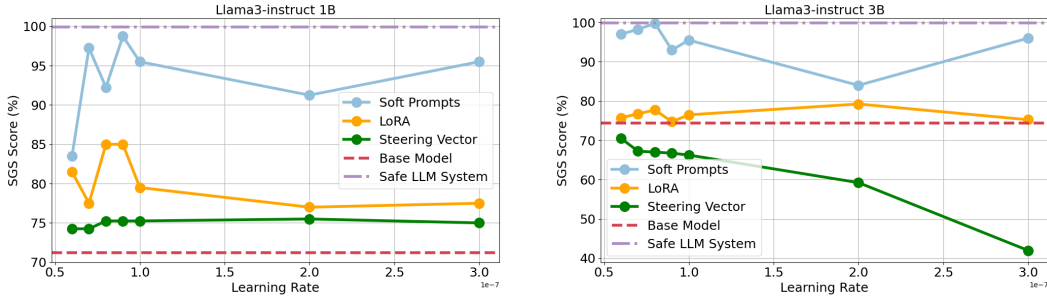 Llama3-instruct 1B
SGS Score (%)
100
95
90
85
80
75
70
Soft Prompts
LoRA
Steering Vector
Base Model
Safe LLM System
0.5
1.0
1.5
2.0
2.5
3.0
1e-7
Learning Rate
Llama3-instruct 3B
SGS Score (%)
100
90
80
70
60
50
40
Soft Prompts
LoRA
Steering Vector
Base Model
Safe LLM System
0.5
1.0
1.5
2.0
2.5
3.0
1e-7
Learning Rate